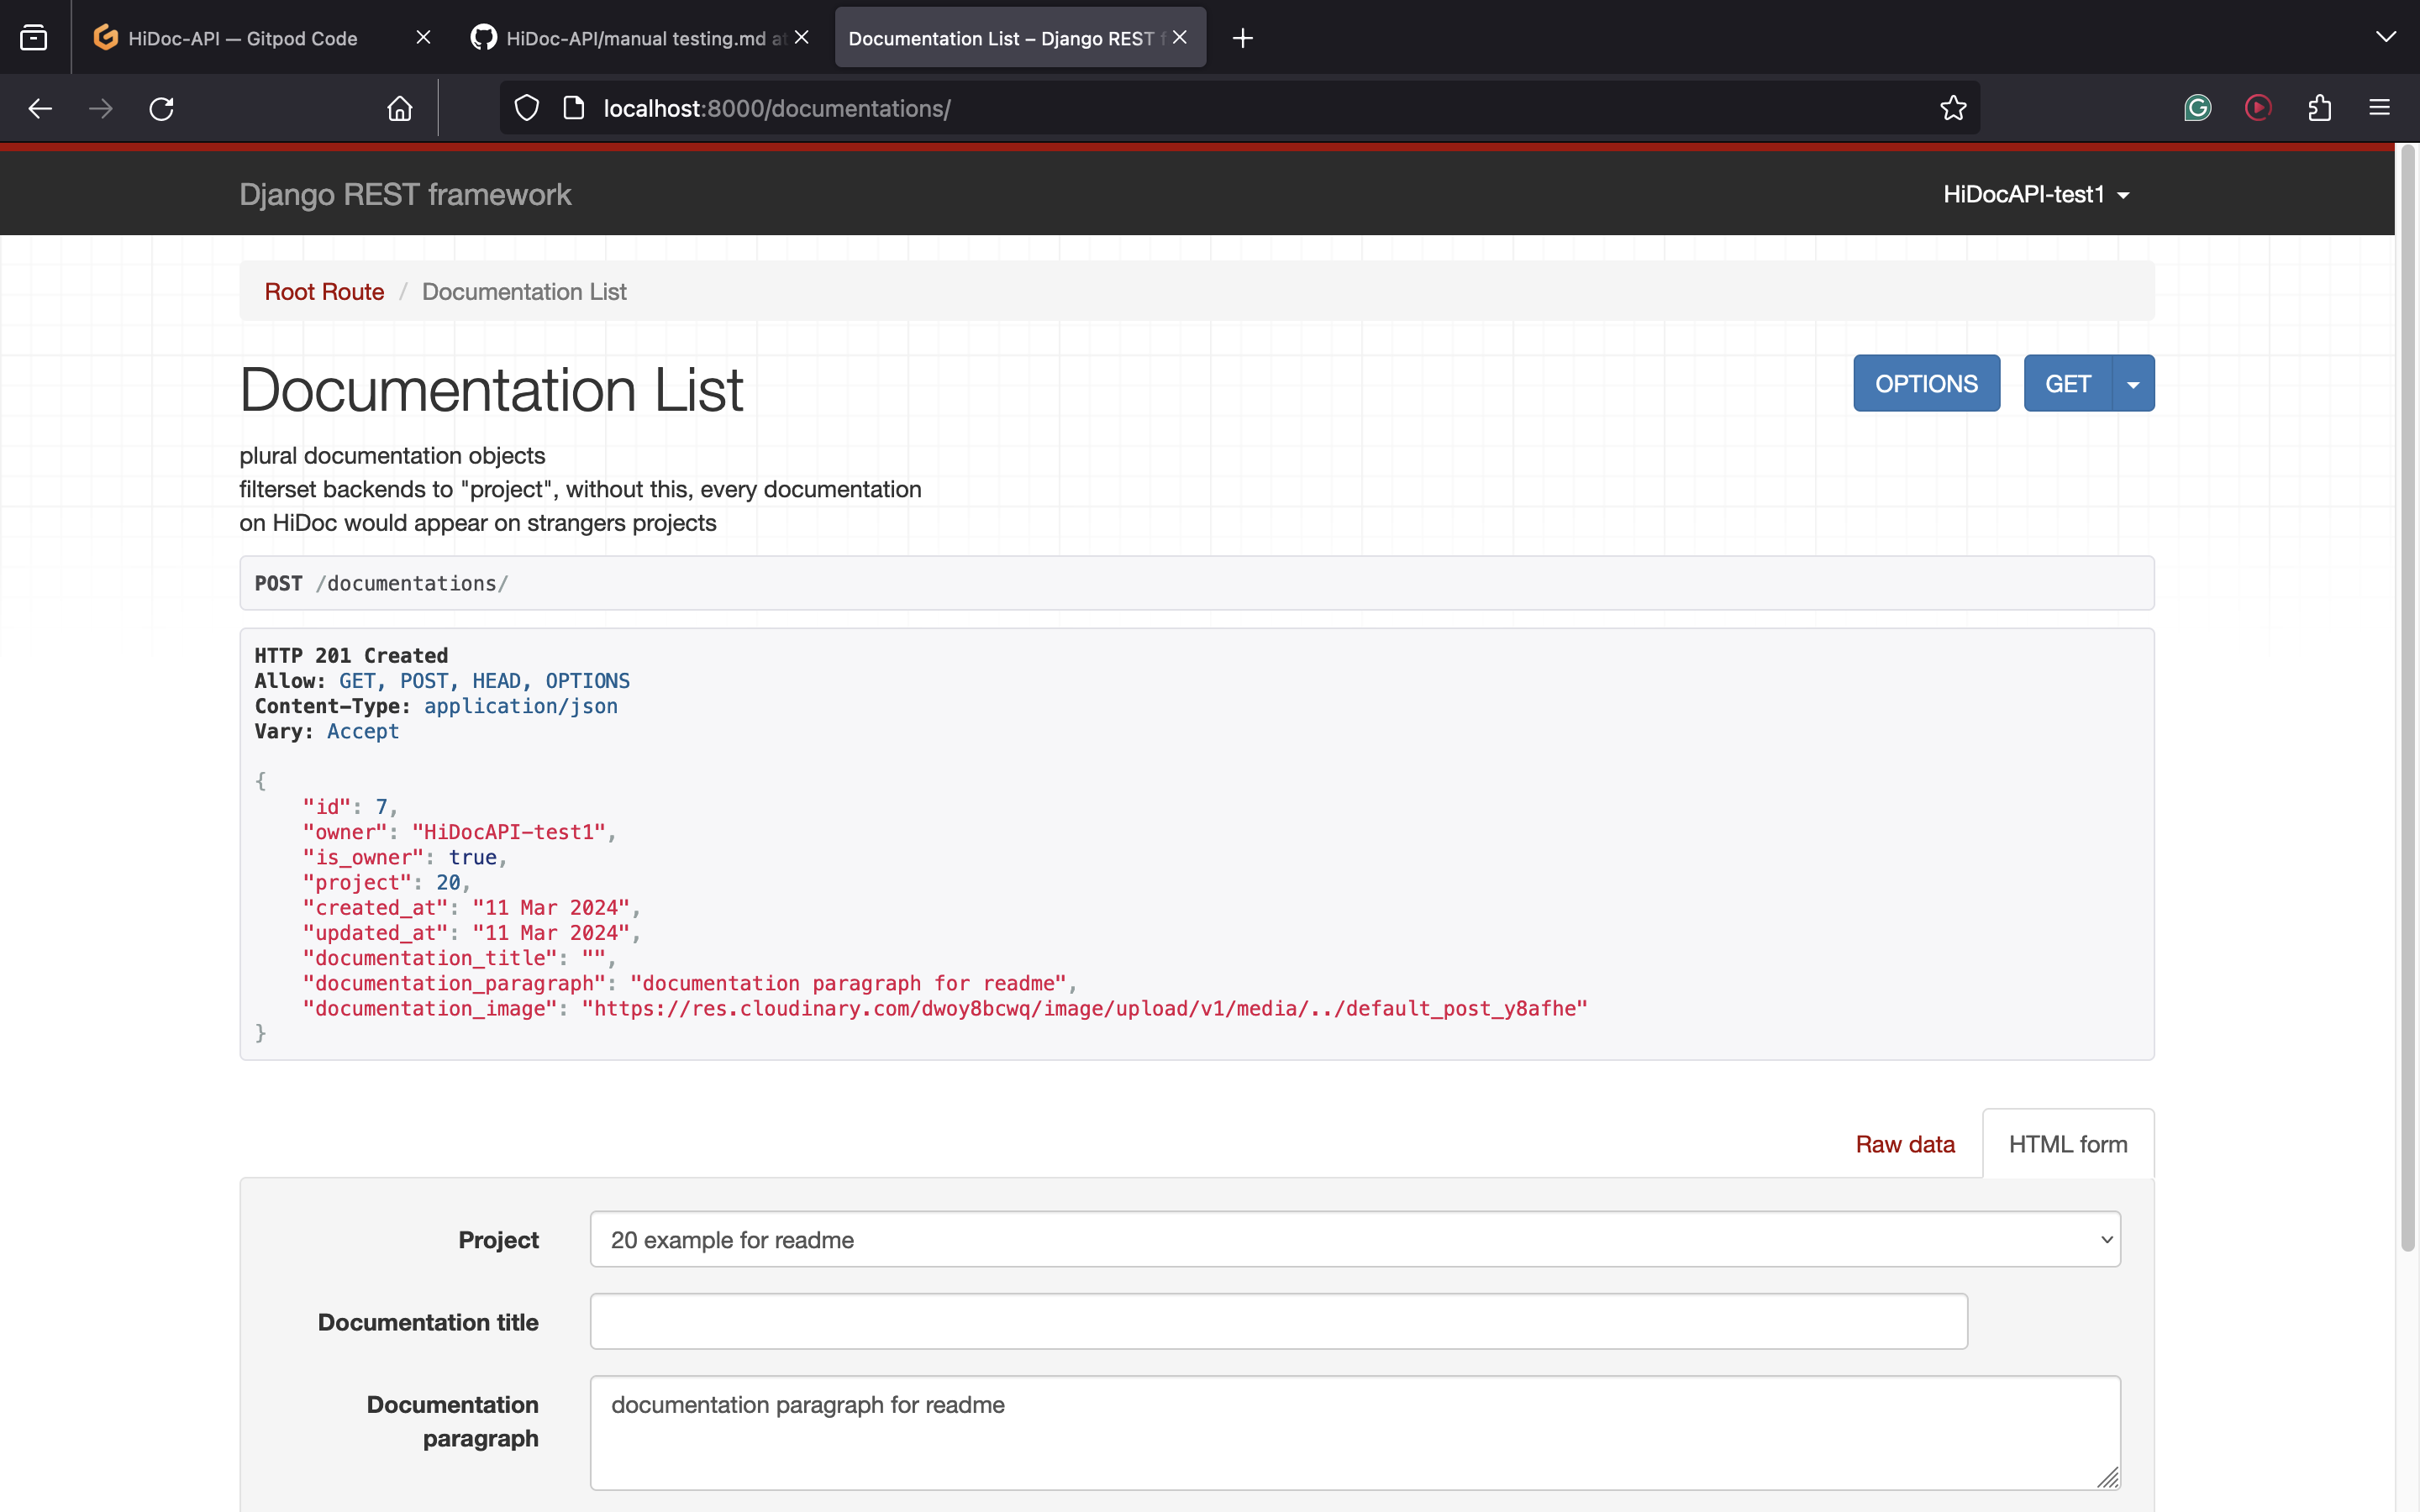 HiDoc-API — Gitpod Code
HiDoc-API/manual testing.md at
Documentation List – Django REST f
localhost:8000/documentations/
Django REST framework
HiDocAPI-test1
Root Route / Documentation List
Documentation List
OPTIONS
GET
plural documentation objects
filterset backends to "project", without this, every documentation
on HiDoc would appear on strangers projects
POST /documentations/
HTTP 201 Created
Allow: GET, POST, HEAD, OPTIONS
Content-Type: application/json
Vary: Accept
{
"id": 7,
"owner": "HiDocAPI-test1",
"is_owner": true,
"project": 20,
"created_at": "11 Mar 2024",
"updated_at": "11 Mar 2024",
"documentation_title": "",
"documentation_paragraph": "documentation paragraph for readme",
"documentation_image": "https://res.cloudinary.com/dwoy8bcwq/image/upload/v1/media/../default_post_y8afhe"
}
Raw data
HTML form
Project
20 example for readme
Documentation title
Documentation
paragraph
documentation paragraph for readme